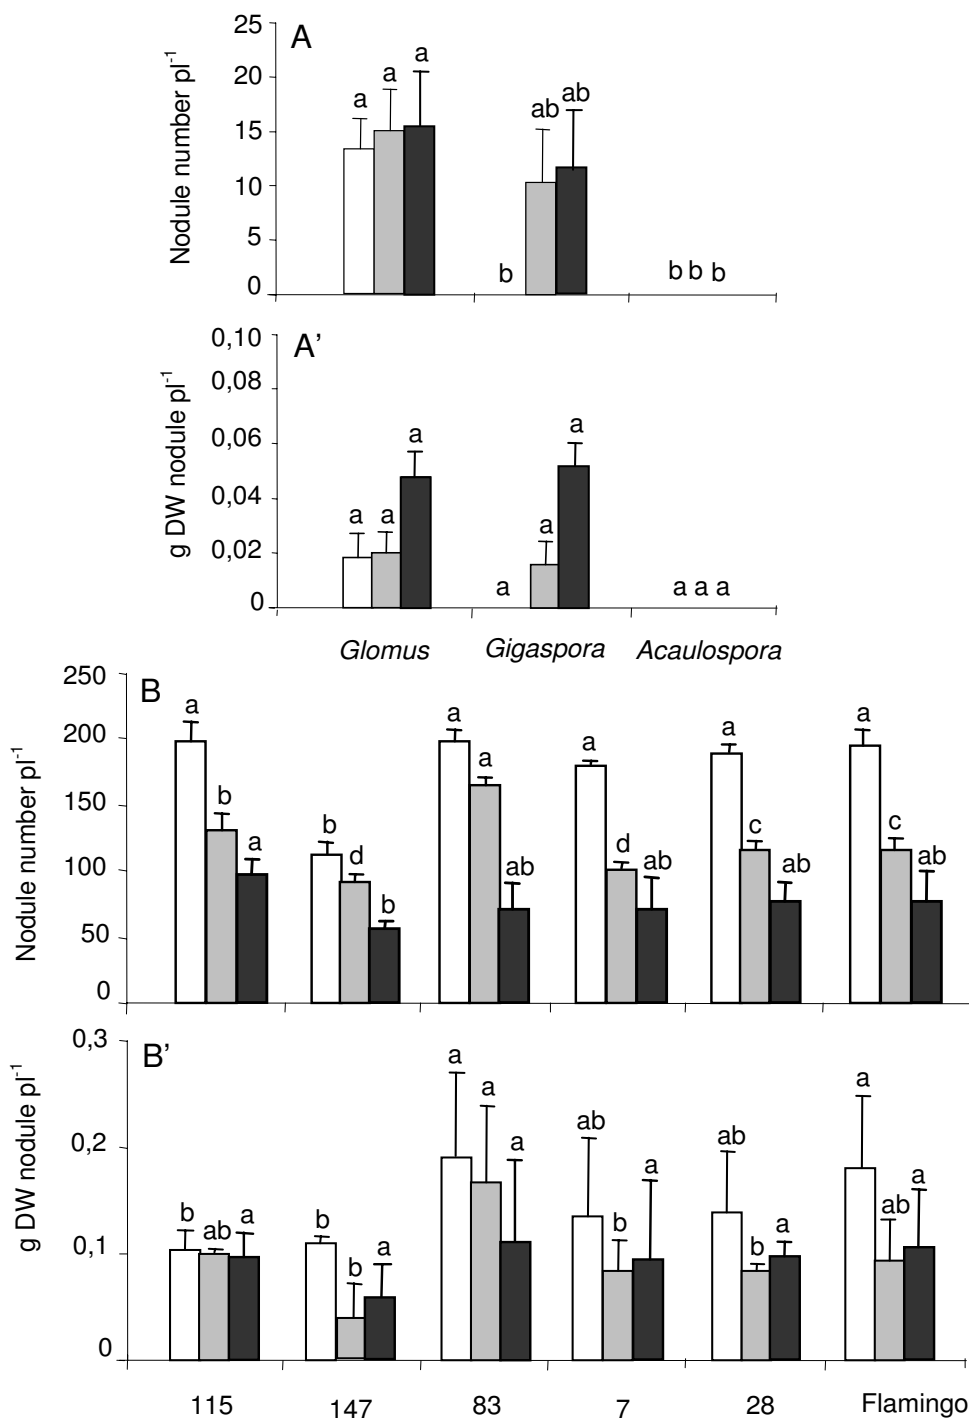 A
Nodule number pl-1
25
20
15
10
5
0
a a a
b ab ab
b b b
A’
g DW nodule pl-1
0,10
0,08
0,06
0,04
0,02
0
a a a
a a a
a a a
Glomus Gigaspora Acaulospora
B
Nodule number pl-1
250
200
150
100
50
0
a b a
b d b
a a ab
a d ab
a c ab
a c ab
B’
g DW nodule pl-1
0,3
0,2
0,1
0
b ab a
b b a
a a a
ab b a
ab b a
a ab a
115 147 83 7 28 Flamingo